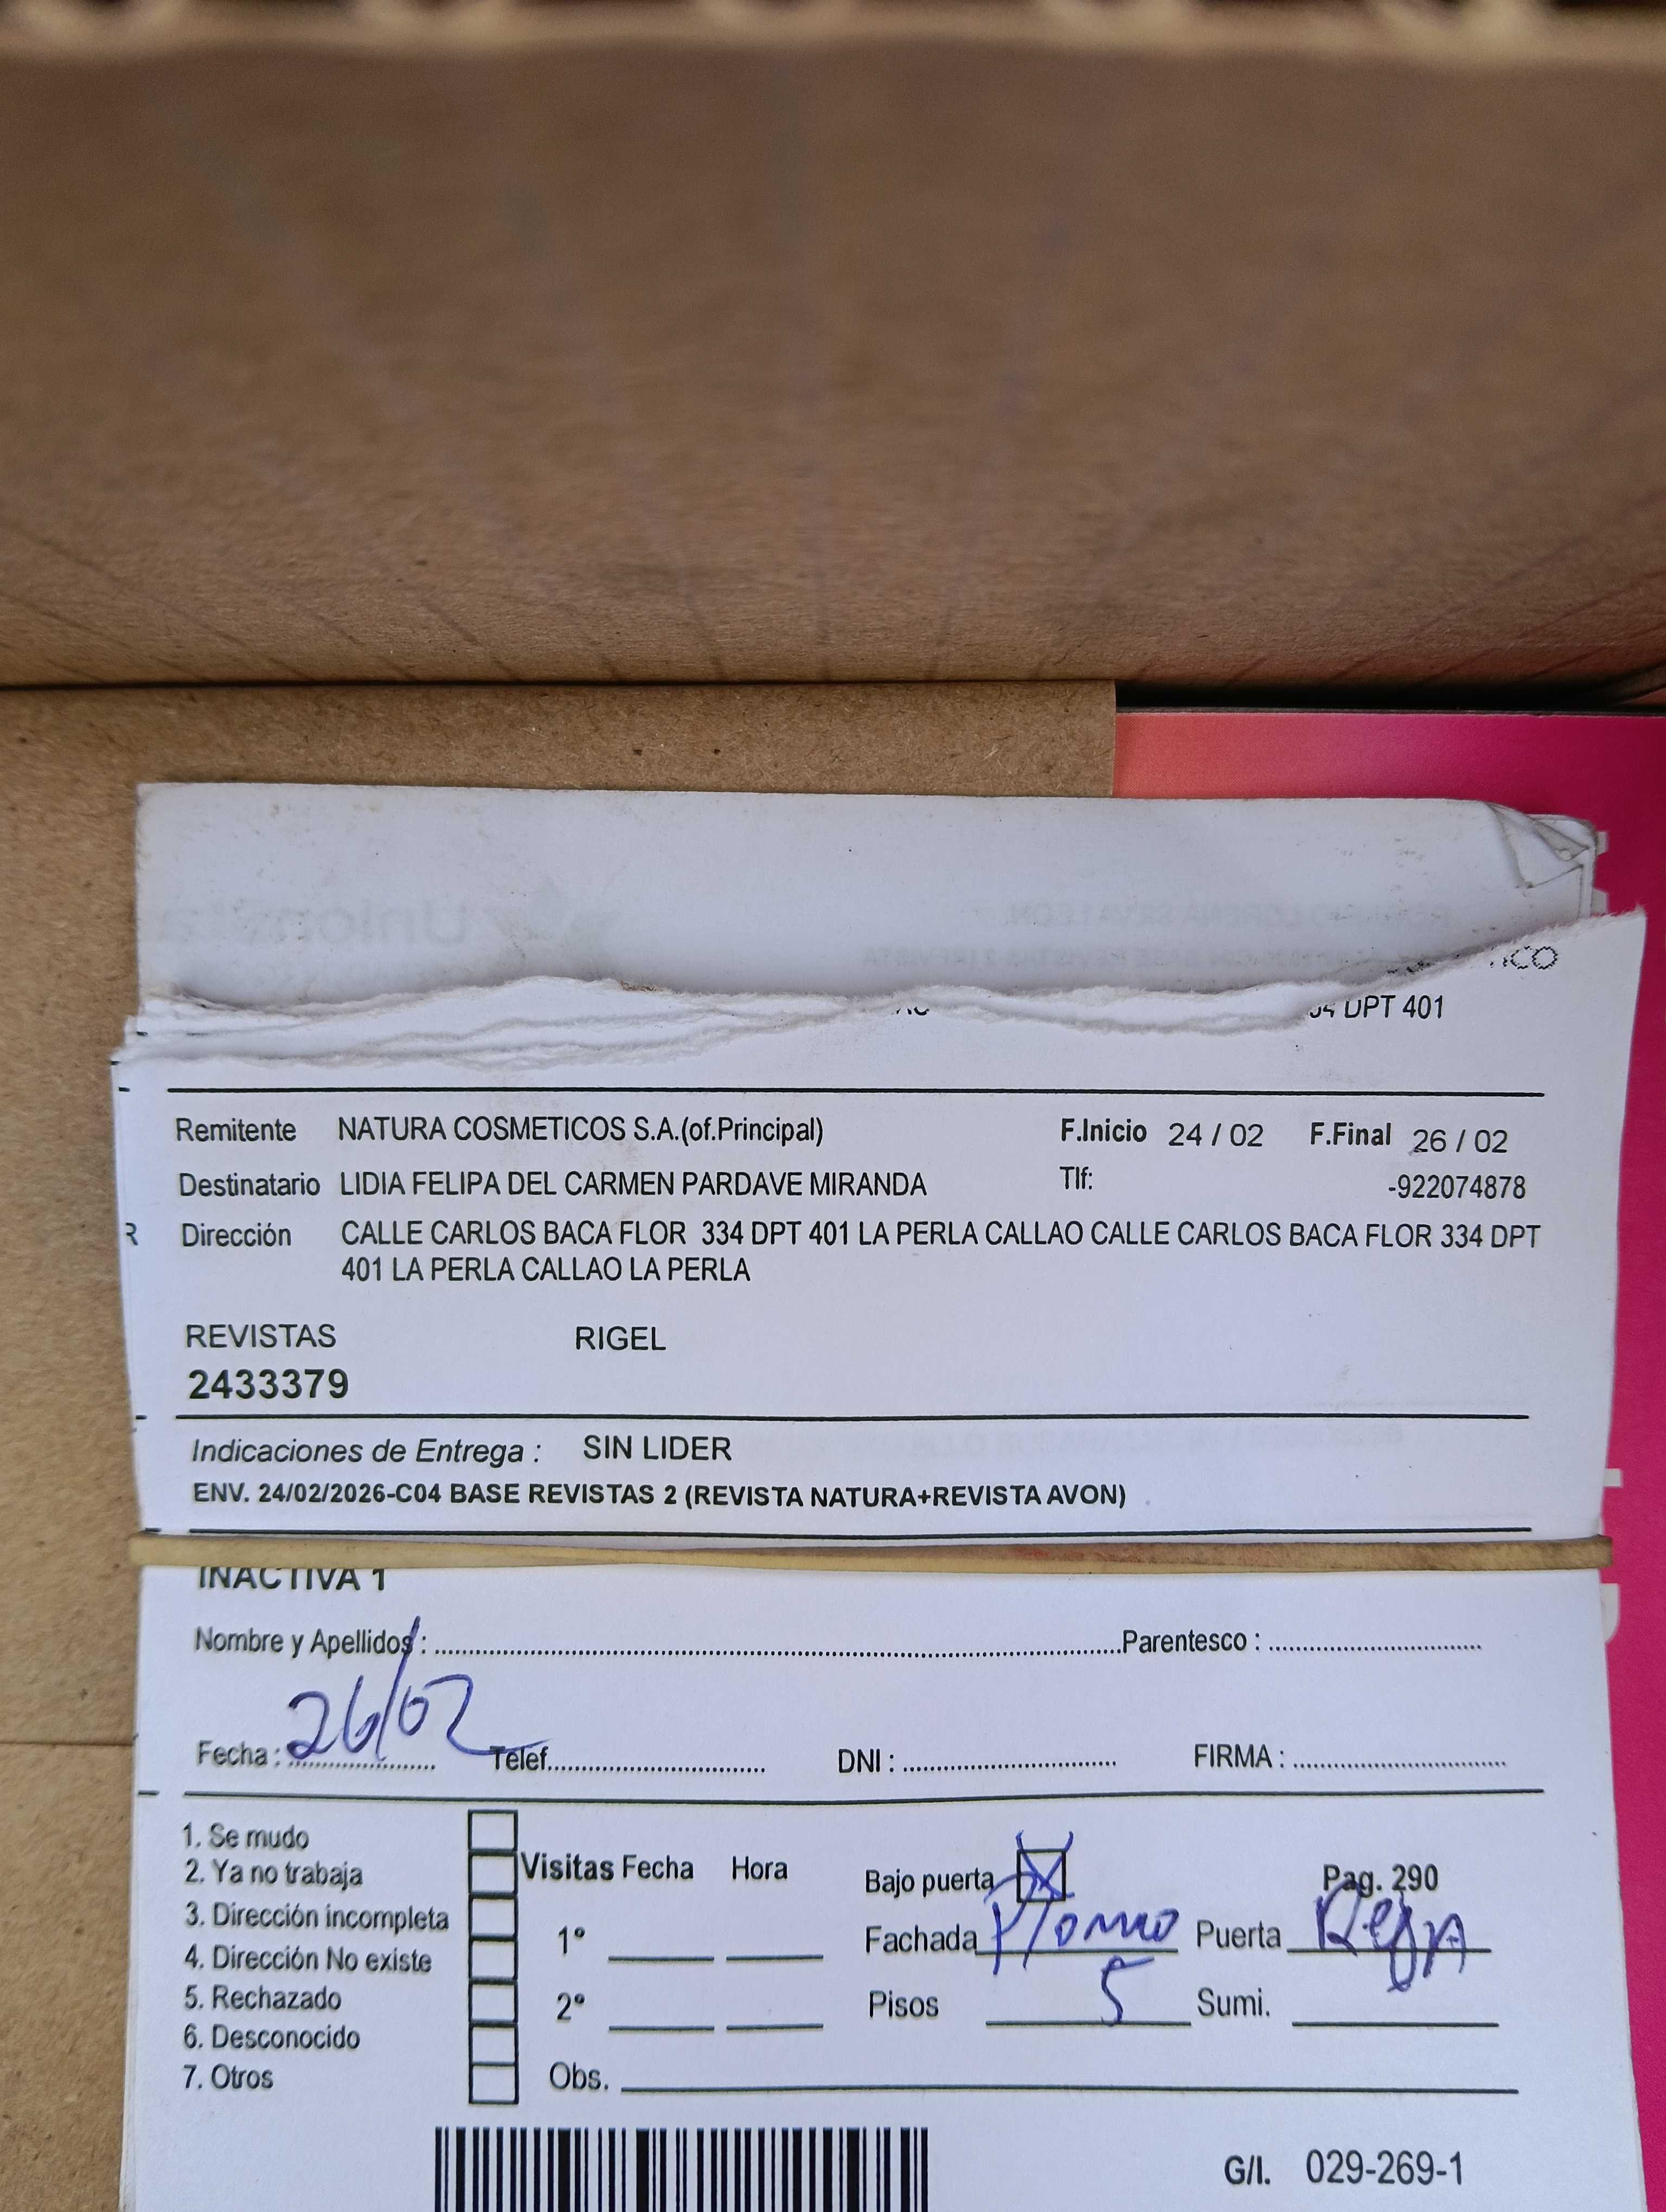 DPT 401
Remitente NATURA COSMETICOS S.A.(of.Principal) F.Inicio 24 / 02 F.Final 26 / 02
Destinatario LIDIA FELIPA DEL CARMEN PARDAVE MIRANDA Tlf: -922074878
R Dirección CALLE CARLOS BACA FLOR 334 DPT 401 LA PERLA CALLAO CALLE CARLOS BACA FLOR 334 DPT
401 LA PERLA CALLAO LA PERLA
REVISTAS RIGEL
2433379
Indicaciones de Entrega : SIN LIDER
ENV. 24/02/2026-C04 BASE REVISTAS 2 (REVISTA NATURA+REVISTA AVON)
INACTIVA 1
Nombre y Apellidos : Parentesco :
Fecha : 26/02 Telef. DNI : FIRMA :
1. Se mudo
2. Ya no trabaja Visitas Fecha Hora Bajo puerta Pag. 290
3. Dirección incompleta 1° Fachada Plomo Puerta Reja
4. Dirección No existe
5. Rechazado 2° Pisos 5 Sumi.
6. Desconocido
7. Otros Obs.
G/I. 029-269-1